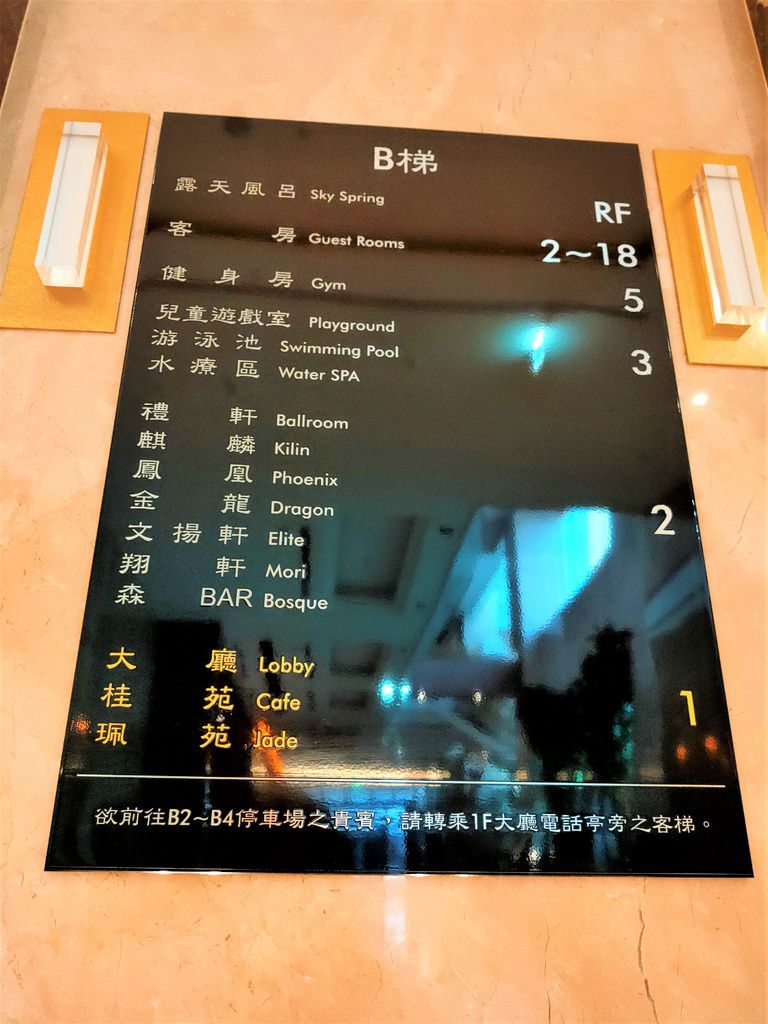 B梯
露天風呂 Sky Spring RF
客房 Guest Rooms 2~18
健身房 Gym 5
兒童遊戲室 Playground
游泳池 Swimming Pool 3
水療區 Water SPA
禮軒 Ballroom
麒麟 Kilin
鳳凰 Phoenix
金龍 Dragon 2
文揚軒 Elite
翔軒 Mori
森BAR Bosque
大廳 Lobby
桂苑 Cafe 1
珮苑 Jade
欲前往B2~B4停車場之貴賓，請轉乘1F大廳電話亭旁之客梯。